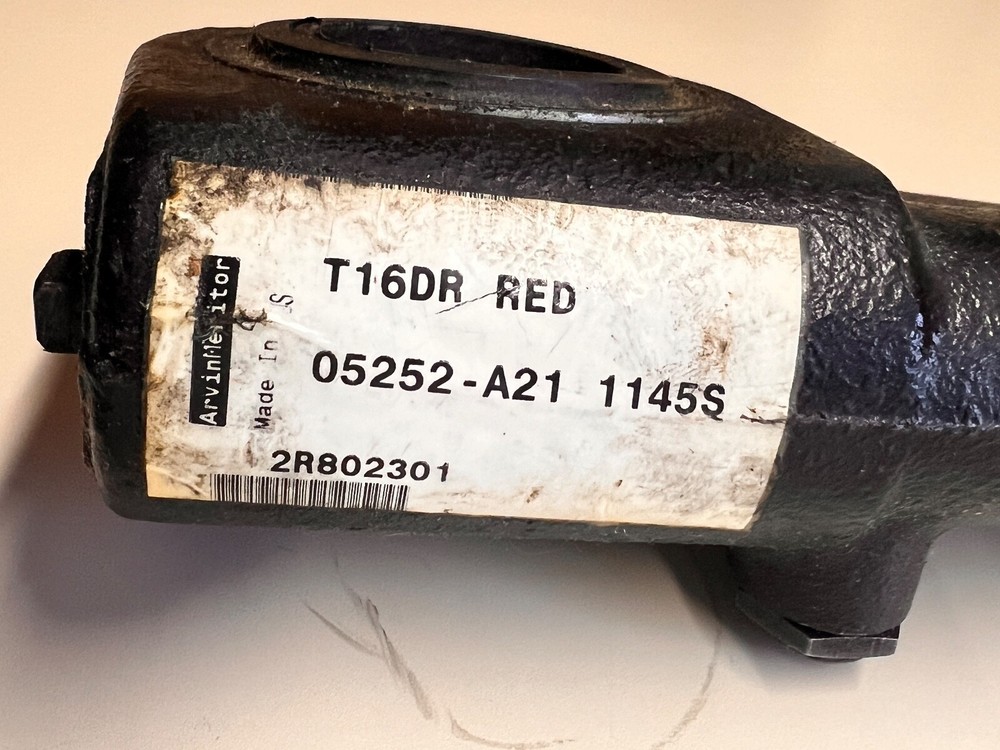 T16DR RED
05252-A21 1145S
2R802301
ArvinMeritor
Made In